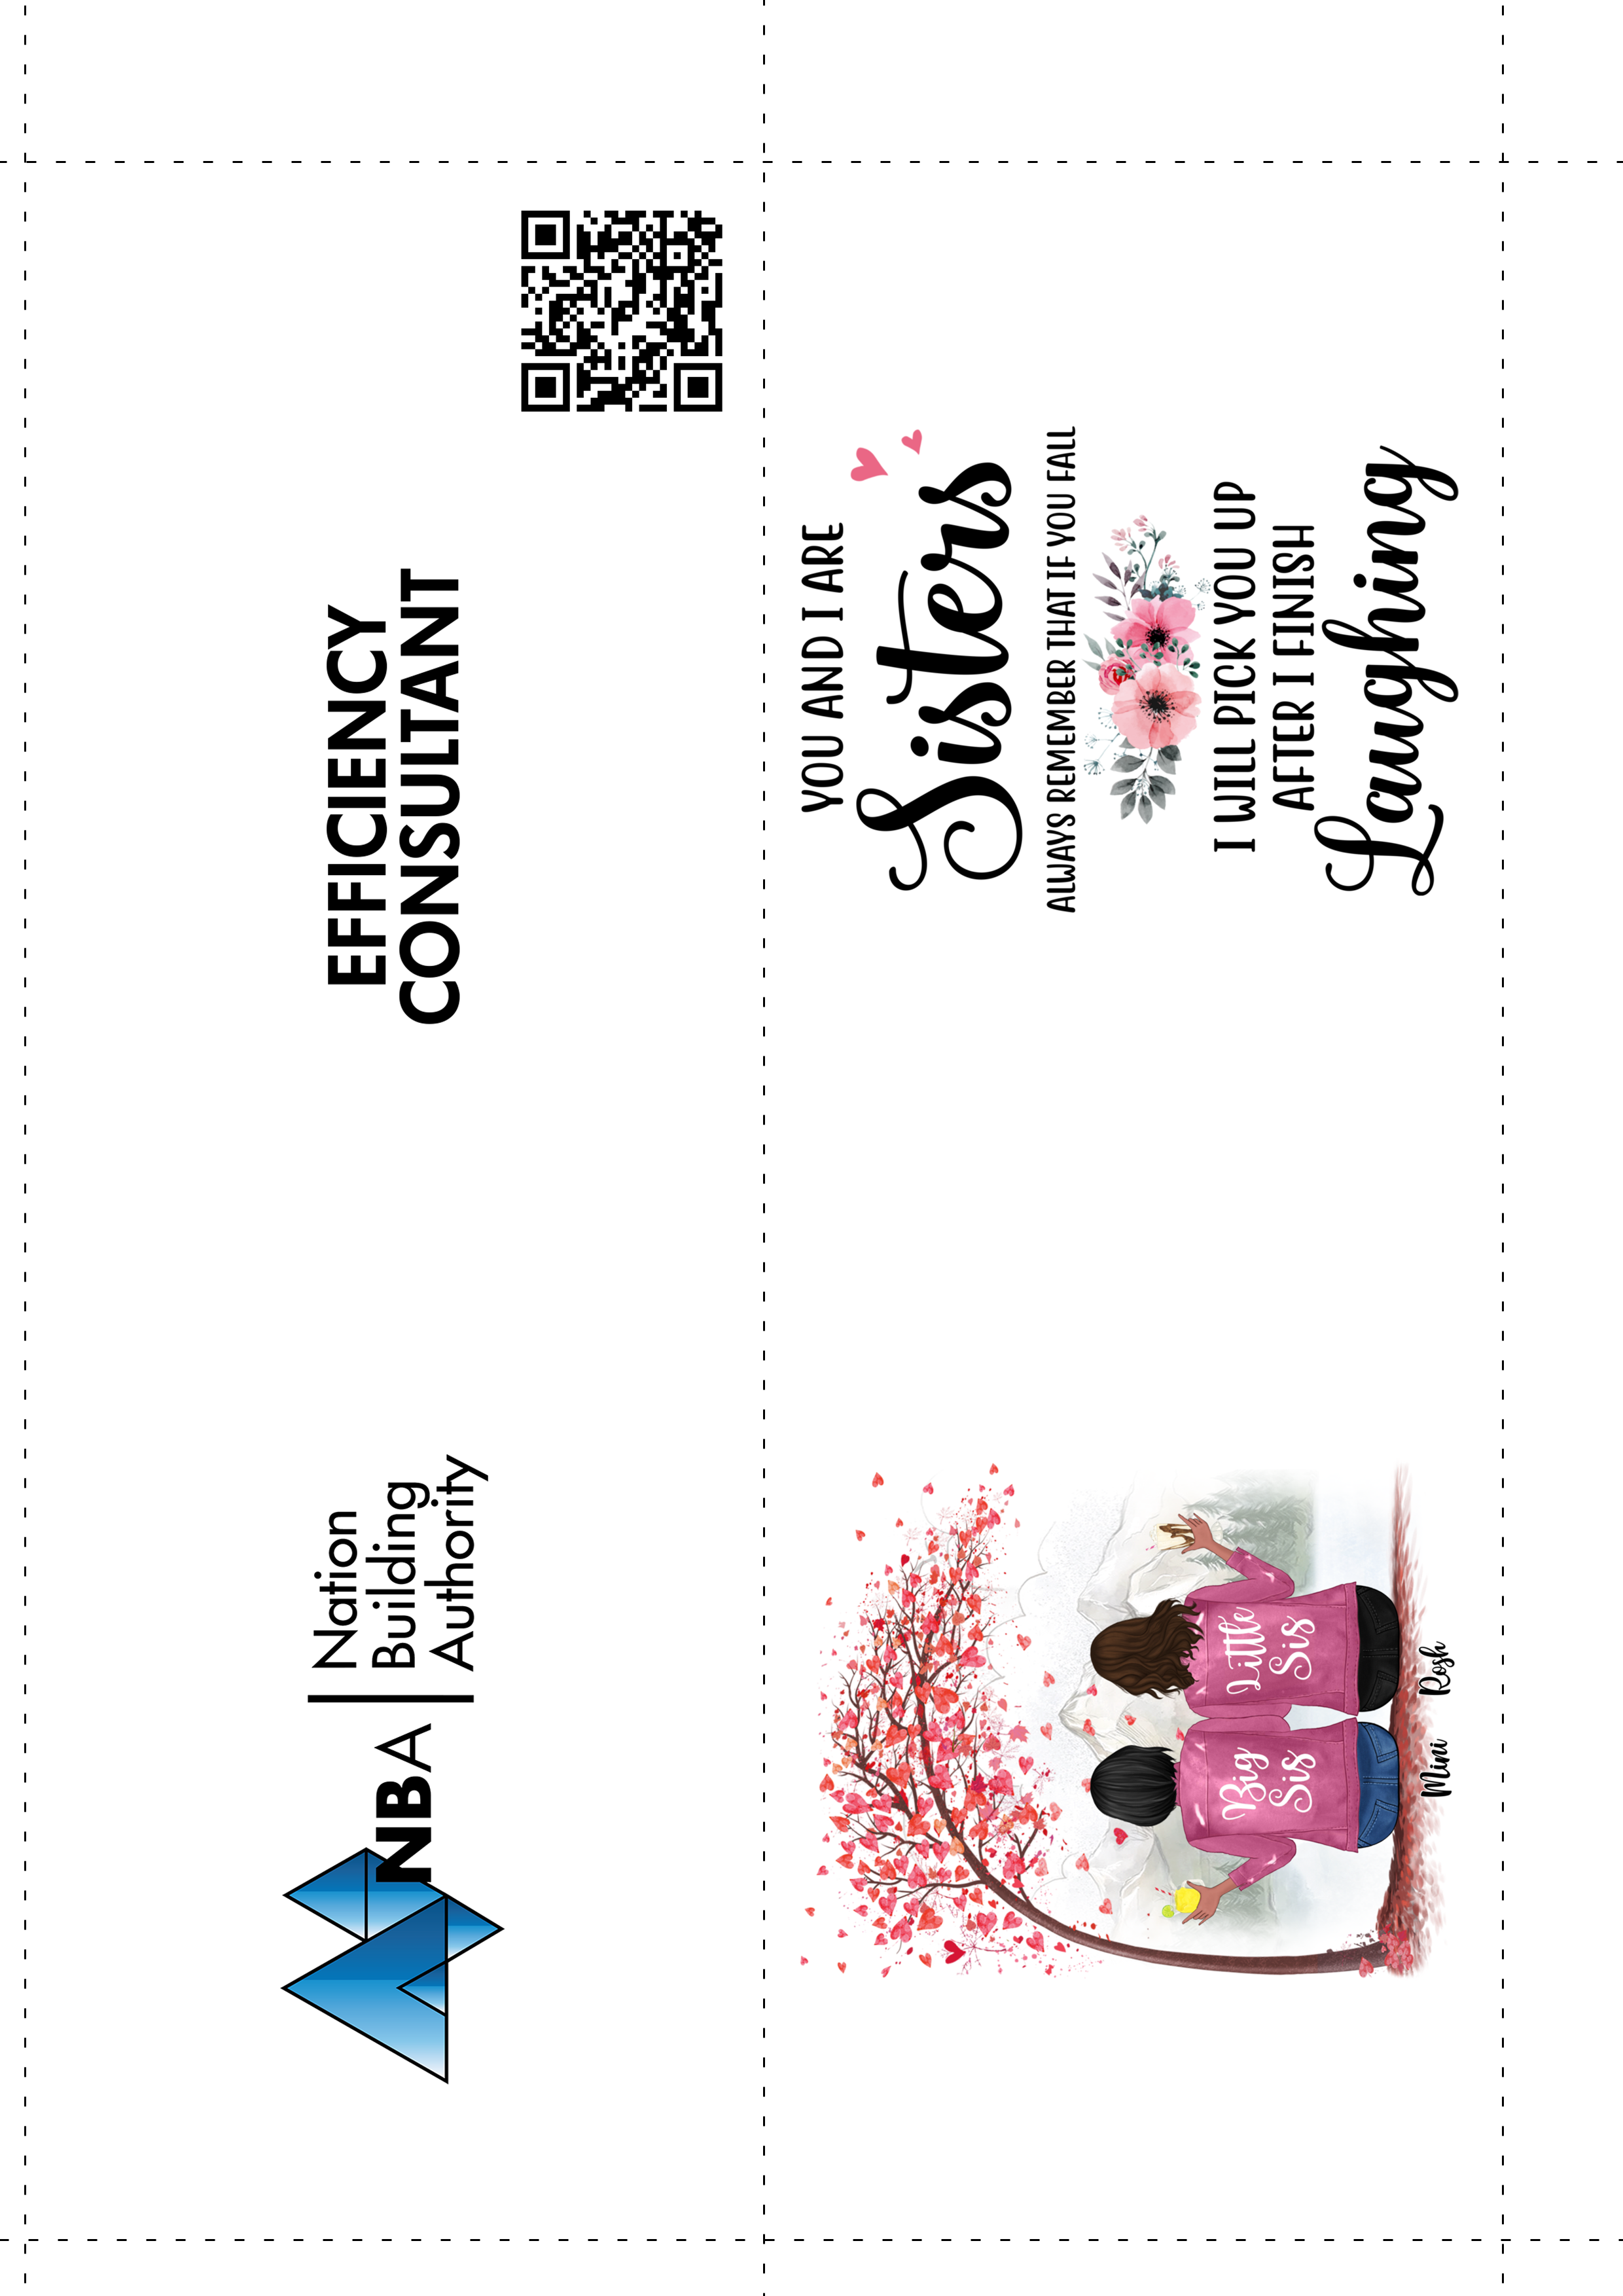 NBA
Nation
Building
Authority
EFFICIENCY
CONSULTANT
Big
Sis
Little
Sis
Mini
Rosh
YOU AND I ARE
Sisters
ALWAYS REMEMBER THAT IF YOU FALL
I WILL PICK YOU UP
AFTER I FINISH
Laughing